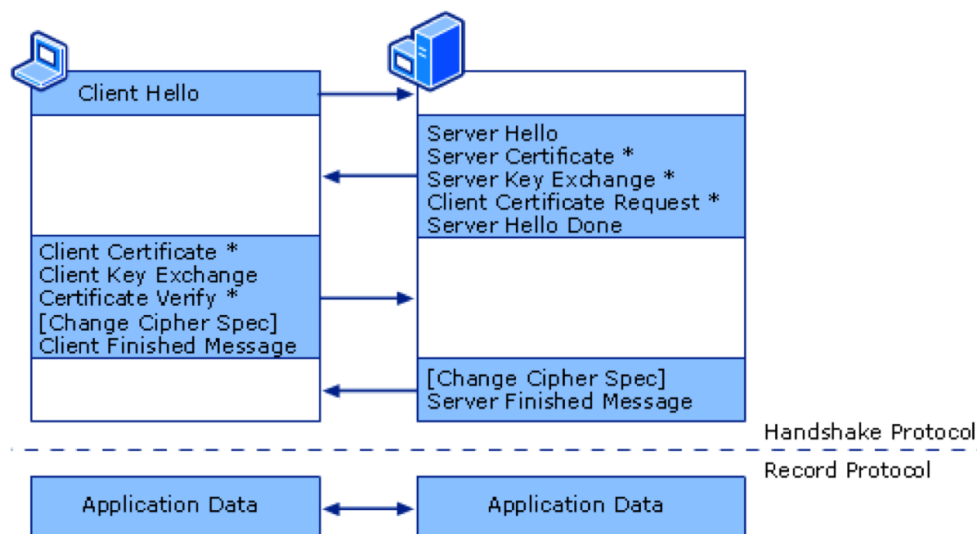 Client Hello
Server Hello
Server Certificate *
Server Key Exchange *
Client Certificate Request *
Server Hello Done
Client Certificate *
Client Key Exchange
Certificate Verify *
[Change Cipher Spec]
Client Finished Message
[Change Cipher Spec]
Server Finished Message
Handshake Protocol
Record Protocol
Application Data
Application Data